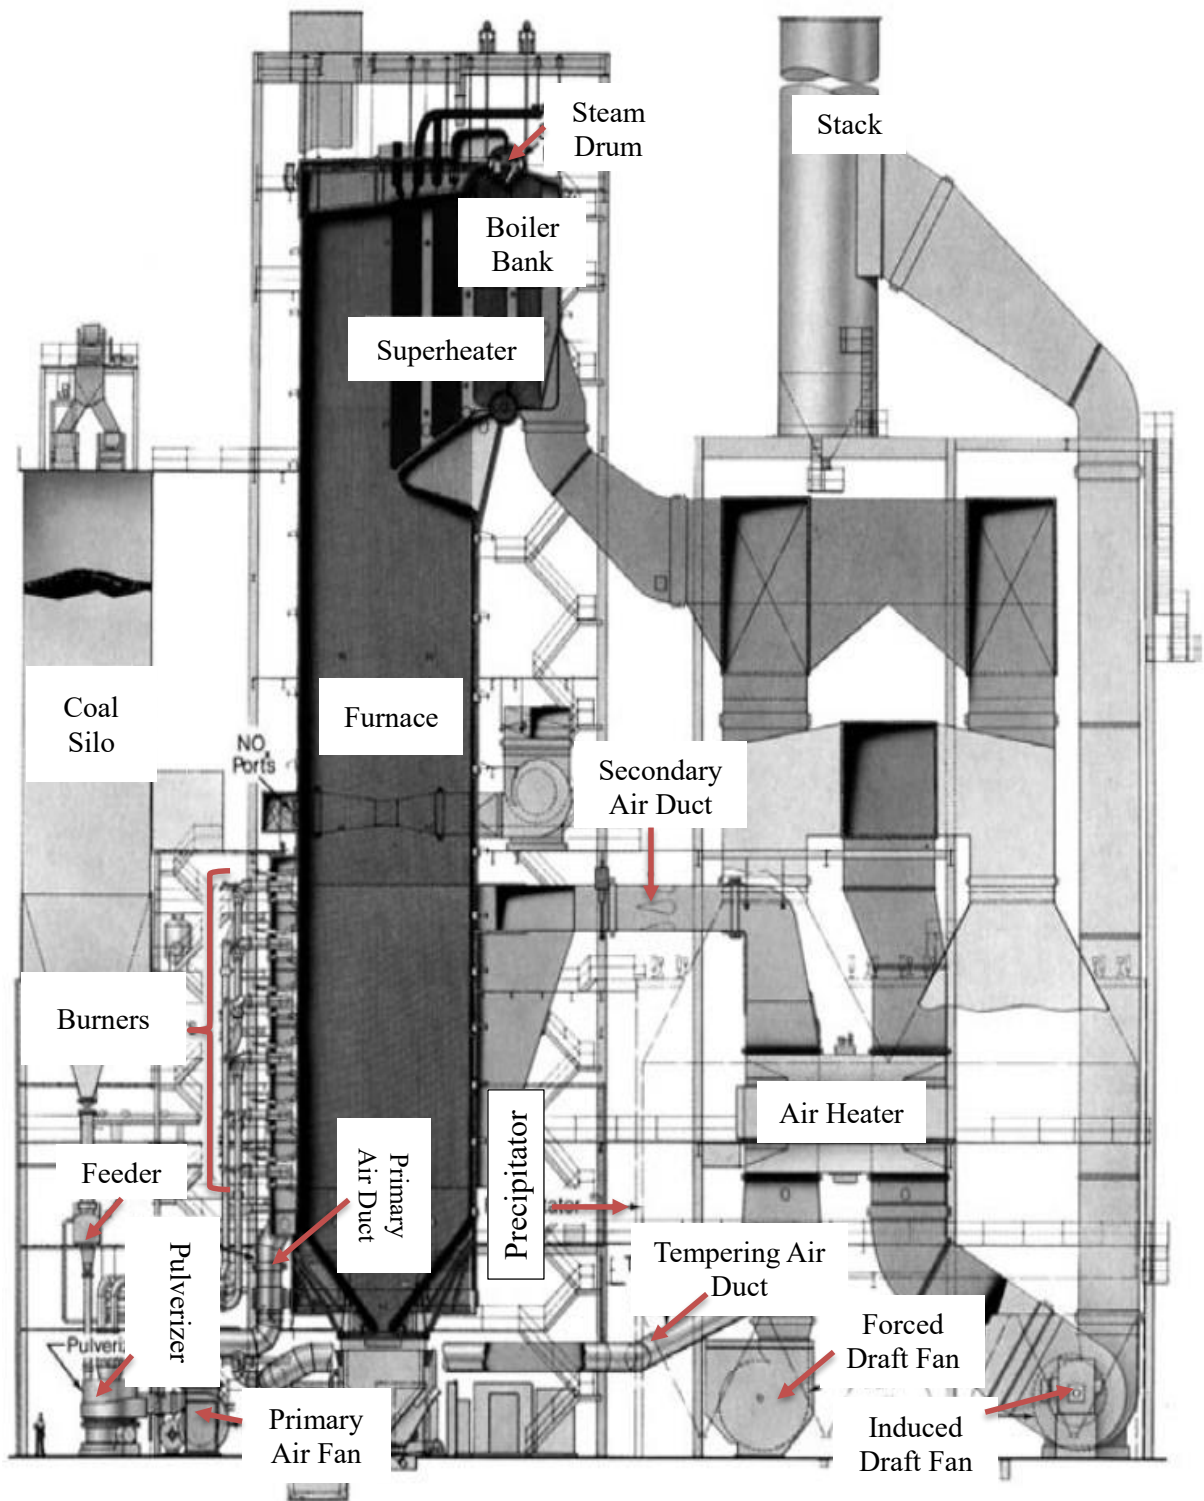 Steam
Drum
Stack
Boiler
Bank
Superheater
Coal
Silo
Furnace
NOx
Ports
Secondary
Air Duct
Burners
Air Heater
Primary
Air Duct
Precipitator
Feeder
Pulverizer
Tempering Air
Duct
Forced
Draft Fan
Primary
Air Fan
Induced
Draft Fan